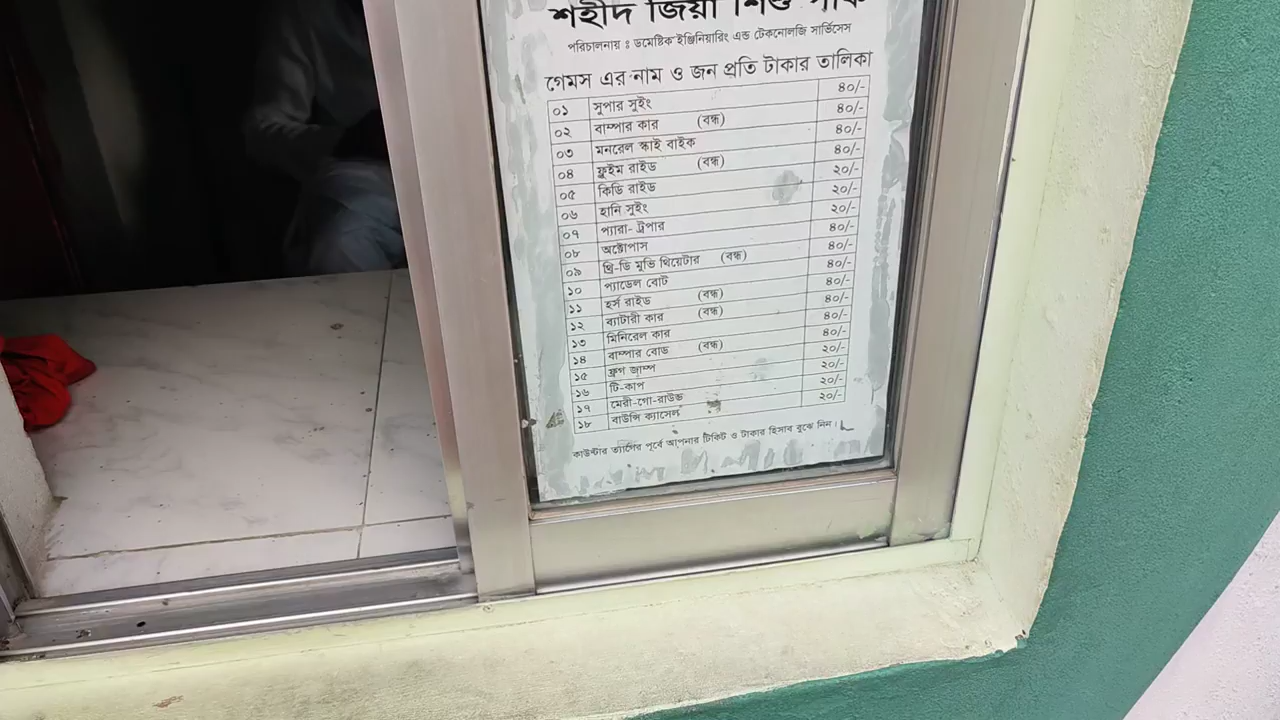 শহীদ জিয়া শিশু পার্ক
পরিচালনায় ঃ ডমেষ্টিক ইঞ্জিনিয়ারিং এন্ড টেকনোলজি সার্ভিসেস
গেমস এর নাম ও জন প্রতি টাকার তালিকা
০১ সুপার সুইং ৪০/-
০২ বাম্পার কার (বন্ধ) ৪০/-
০৩ মনরেল স্কাই বাইক ৪০/-
০৪ ফ্লুইম রাইড (বন্ধ) ৪০/-
০৫ কিডি রাইড ২০/-
০৬ হানি সুইং ২০/-
০৭ প্যারা- ট্রপার ২০/-
০৮ অক্টোপাস ৪০/-
০৯ থ্রি-ডি মুভি থিয়েটার (বন্ধ) ৪০/-
১০ প্যাডেল বোট ৪০/-
১১ হর্স রাইড (বন্ধ) ৪০/-
১২ ব্যাটারী কার (বন্ধ) ৪০/-
১৩ মিনিরেল কার ৪০/-
১৪ বাম্পার বোড (বন্ধ) ৪০/-
১৫ ফ্রগ জাম্প ২০/-
১৬ টি-কাপ ২০/-
১৭ মেরী-গো-রাউন্ড ২০/-
১৮ বাউন্সি ক্যাসেল ২০/-
কাউন্টার ত্যাগের পূর্বে আপনার টিকিট ও টাকার হিসাব বুঝে নিন।